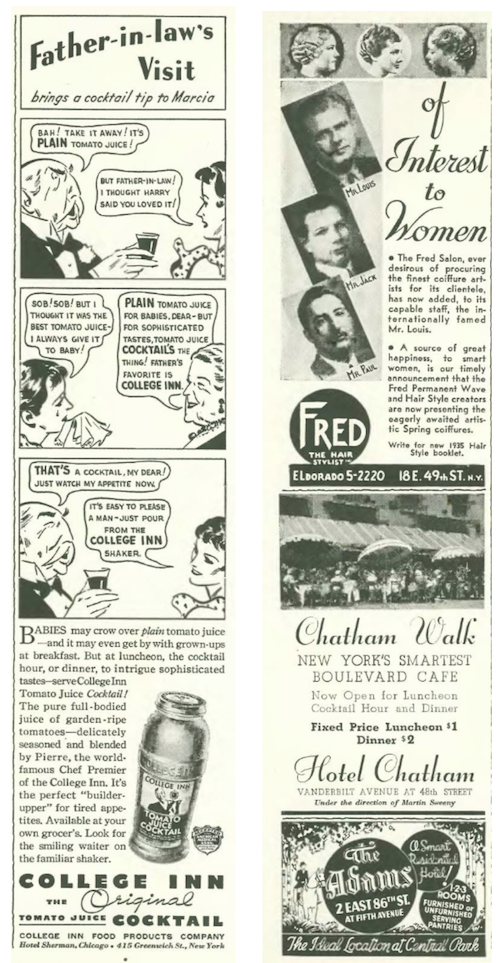 Father-in-law's
Visit
brings a cocktail tip to Marcia
BAH! TAKE IT AWAY! IT'S
PLAIN TOMATO JUICE!
BUT FATHER-IN-LAW!
I THOUGHT HARRY
SAID YOU LOVED IT!
SOB! SOB! BUT I
THOUGHT IT WAS THE
BEST TOMATO JUICE-
I ALWAYS GIVE IT
TO BABY!
PLAIN TOMATO JUICE
FOR BABIES, DEAR-BUT
FOR SOPHISTICATED
TASTES, TOMATO JUICE
COCKTAIL'S THE
THING! FATHER'S
FAVORITE IS
COLLEGE INN.
THAT'S A COCKTAIL, MY DEAR!
JUST WATCH MY APPETITE NOW.
IT'S EASY TO PLEASE
A MAN-JUST POUR
FROM THE
COLLEGE INN
SHAKER.
BABIES may crow over plain tomato juice
—and it may even get by with grown-ups
at breakfast. But at luncheon, the cocktail
hour, or dinner, to intrigue sophisticated
tastes—serve College Inn
Tomato Juice Cocktail!
The pure full-bodied
juice of garden-ripe
tomatoes—delicately
seasoned and blended
by Pierre, the world-
famous Chef Premier
of the College Inn. It's
the perfect "builder-
upper" for tired appe-
tites. Available at your
own grocer's. Look for
the smiling waiter on
the familiar shaker.
COLLEGE INN
TOMATO
JUICE
COCKTAIL
COLLEGE INN
THE Original
TOMATO JUICE COCKTAIL
COLLEGE INN FOOD PRODUCTS COMPANY
Hotel Sherman, Chicago • 415 Greenwich St., New York
of
Interest
to
Women
Mr. Louis
Mr. Jack
Mr. Paul
• The Fred Salon, ever
desirous of procuring
the finest coiffure art-
ists for its clientele,
has now added, to its
capable staff, the in-
ternationally famed
Mr. Louis.
• A source of great
happiness, to smart
women, is our timely
announcement that the
Fred Permanent Wave
and Hair Style creators
are now presenting the
eagerly awaited artis-
tic Spring coiffures.
Write for new 1935 Hair
Style booklet.
FRED
THE HAIR
STYLIST
ELDORADO 5-2220 18 E. 49th ST. N.Y.
Chatham Walk
NEW YORK'S SMARTEST
BOULEVARD CAFE
Now Open for Luncheon
Cocktail Hour and Dinner
Fixed Price Luncheon $1
Dinner $2
Hotel Chatham
VANDERBILT AVENUE AT 48th STREET
Under the direction of Martin Sweeny
The
Adams
2 EAST 86th ST.
AT FIFTH AVENUE
A Smart
Residential
Hotel!
1-2-3
ROOMS
FURNISHED OR
UNFURNISHED
SERVING
PANTRIES
The Ideal Location at Central Park